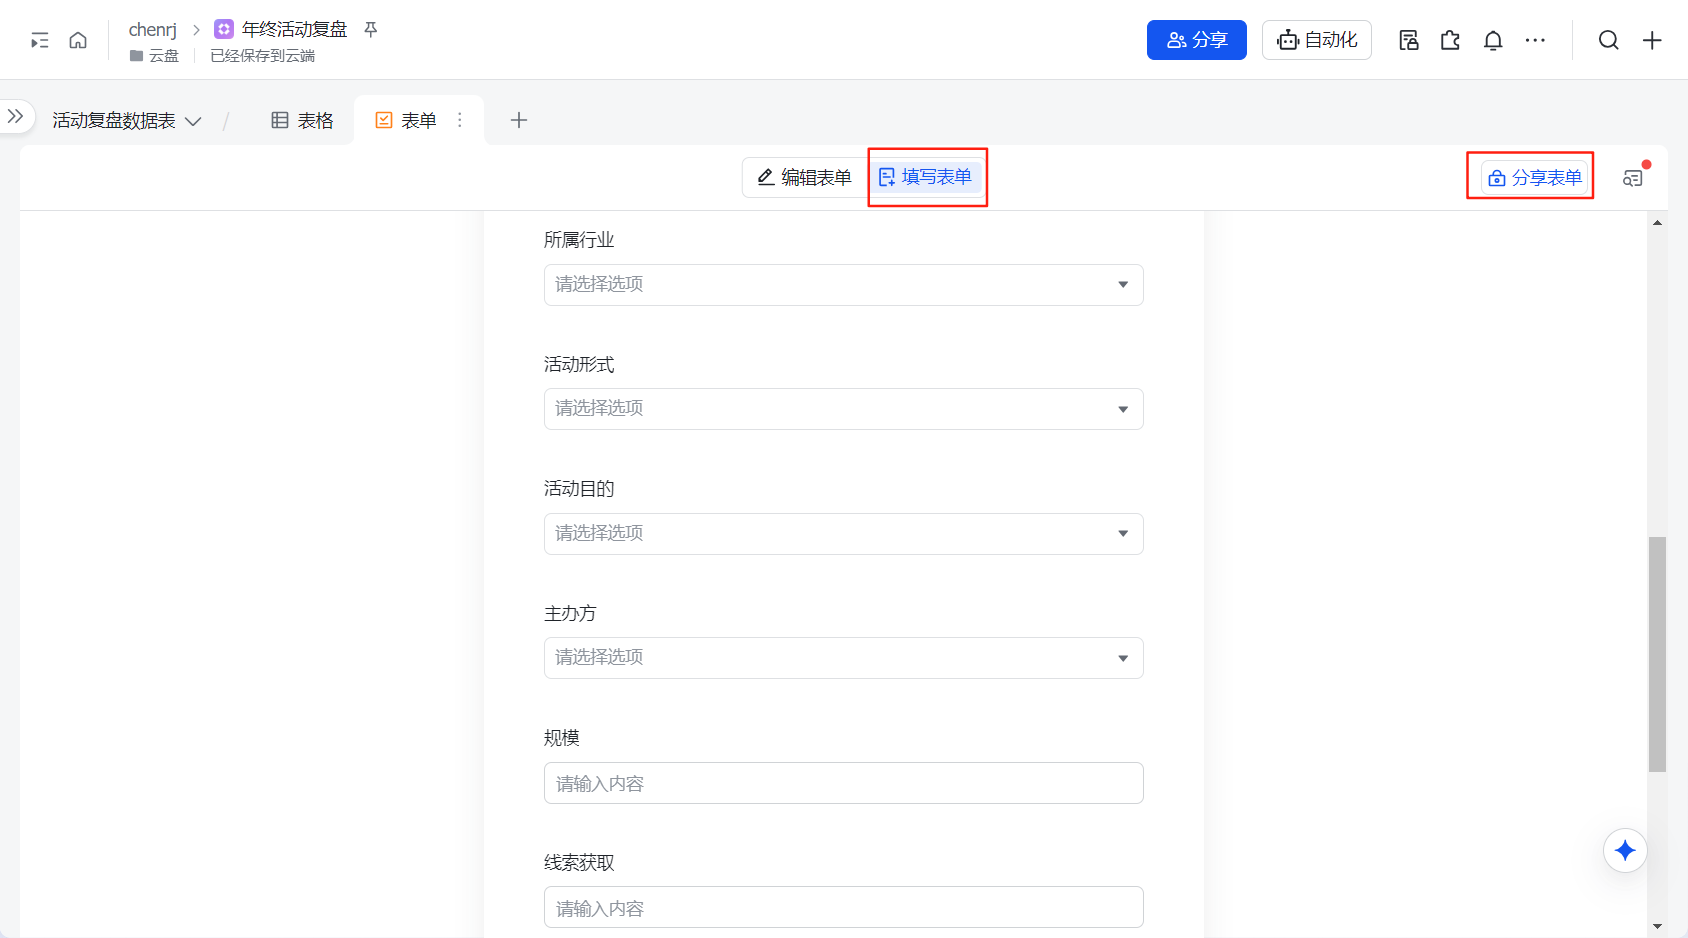 chenrj
年终活动复盘
云盘
已经保存到云端
分享
自动化
活动复盘数据表 /
表格
表单
编辑表单
填写表单
分享表单
所属行业
请选择选项
活动形式
请选择选项
活动目的
请选择选项
主办方
请选择选项
规模
请输入内容
线索获取
请输入内容